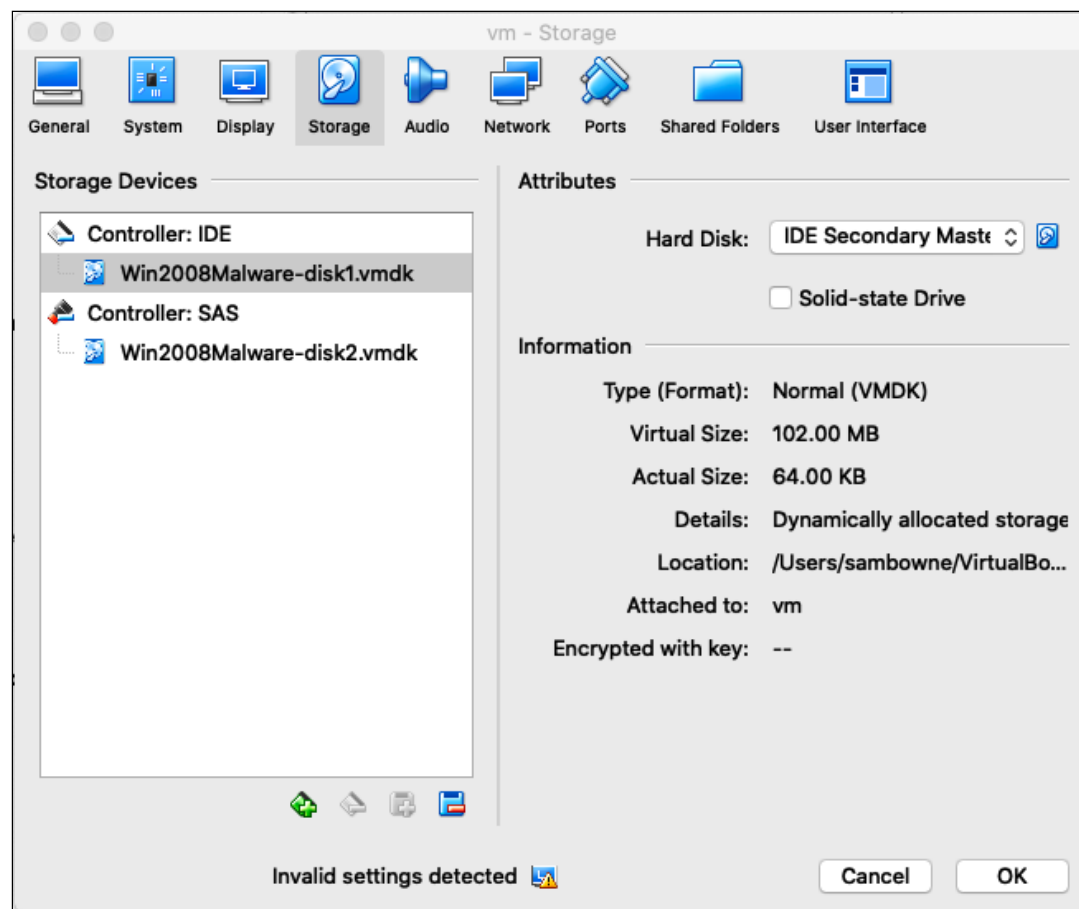 vm - Storage
General System Display Storage Audio Network Ports Shared Folders User Interface
Storage Devices
Controller: IDE
Win2008Malware-disk1.vmdk
Controller: SAS
Win2008Malware-disk2.vmdk
Attributes
Hard Disk: IDE Secondary Maste
Solid-state Drive
Information
Type (Format): Normal (VMDK)
Virtual Size: 102.00 MB
Actual Size: 64.00 KB
Details: Dynamically allocated storage
Location: /Users/sambowne/VirtualBo...
Attached to: vm
Encrypted with key: --
Invalid settings detected
Cancel OK